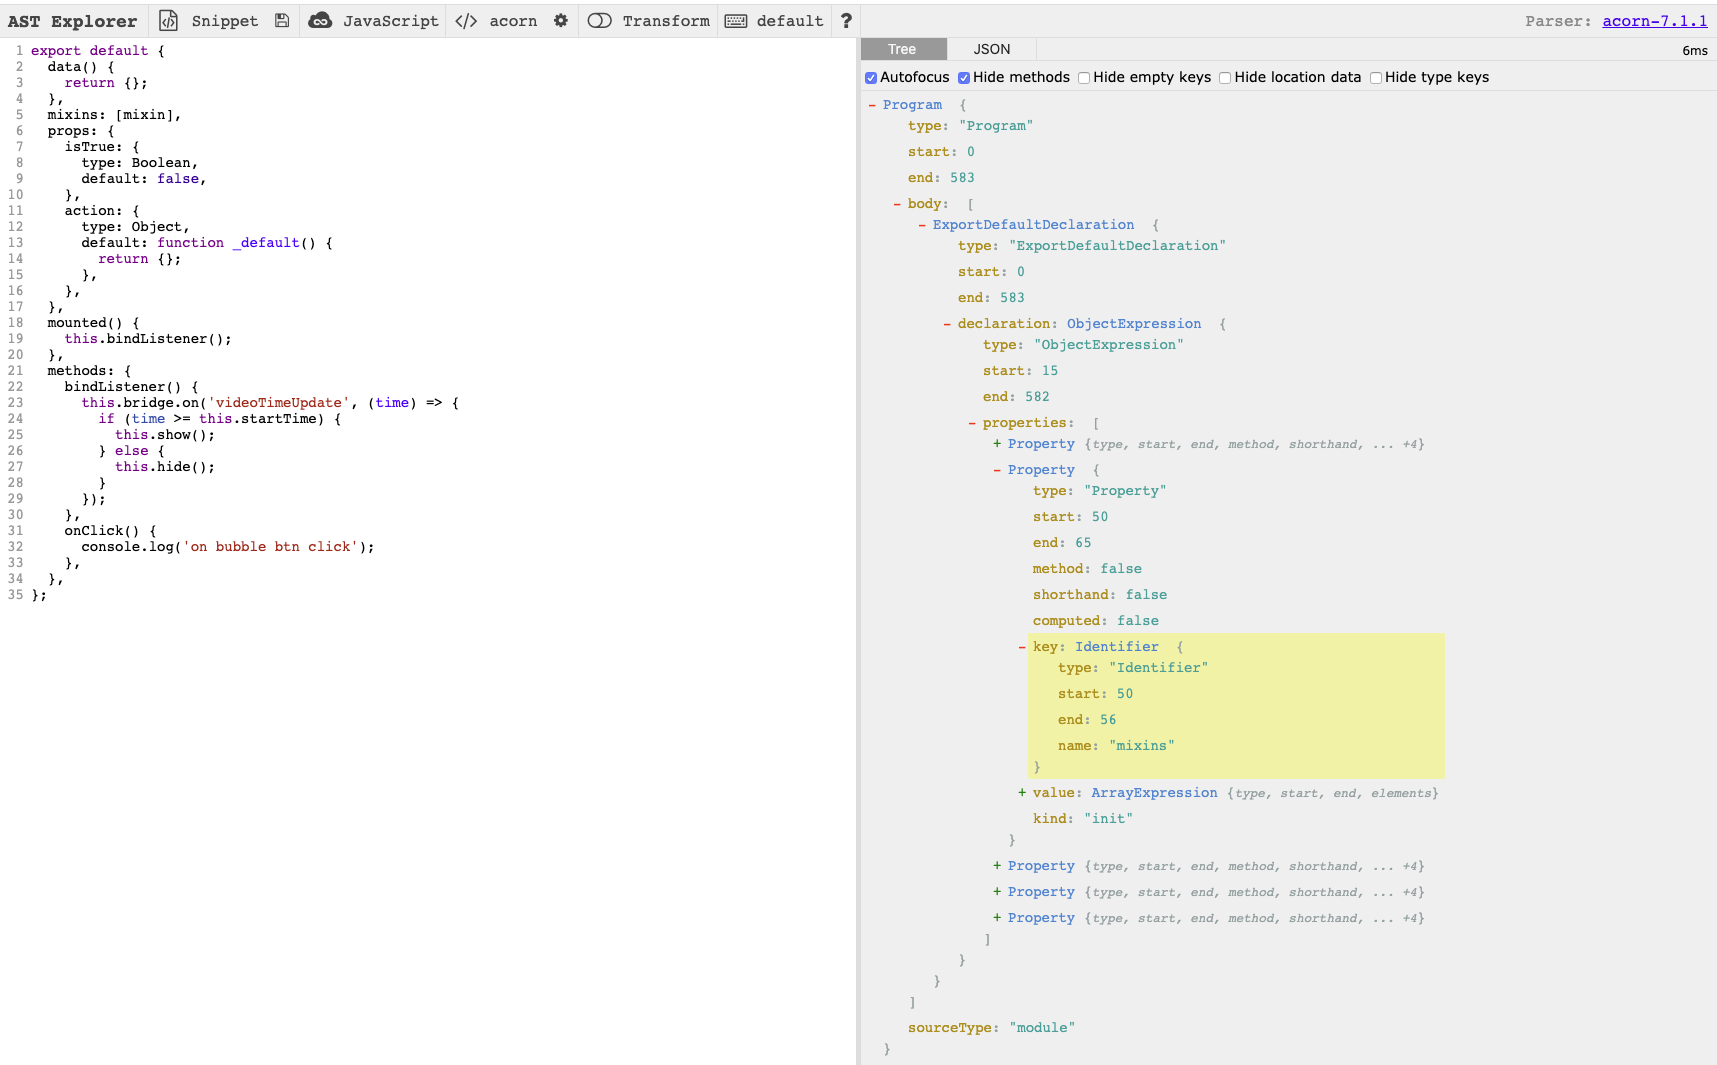 AST Explorer Snippet JavaScript </> acorn Transform default ? Parser: acorn-7.1.1
1 export default {
2 data() {
3 return {};
4 },
5 mixins: [mixin],
6 props: {
7 isTrue: {
8 type: Boolean,
9 default: false,
10 },
11 action: {
12 type: Object,
13 default: function _default() {
14 return {};
15 },
16 },
17 },
18 mounted() {
19 this.bindListener();
20 },
21 methods: {
22 bindListener() {
23 this.bridge.on('videoTimeUpdate', (time) => {
24 if (time >= this.startTime) {
25 this.show();
26 } else {
27 this.hide();
28 }
29 });
30 },
31 onClick() {
32 console.log('on bubble btn click');
33 },
34 },
35 };
Tree JSON 6ms
Autofocus Hide methods Hide empty keys Hide location data Hide type keys
- Program {
type: "Program"
start: 0
end: 583
- body: [
- ExportDefaultDeclaration {
type: "ExportDefaultDeclaration"
start: 0
end: 583
- declaration: ObjectExpression {
type: "ObjectExpression"
start: 15
end: 582
- properties: [
+ Property {type, start, end, method, shorthand, ... +4}
- Property {
type: "Property"
start: 50
end: 65
method: false
shorthand: false
computed: false
- key: Identifier {
type: "Identifier"
start: 50
end: 56
name: "mixins"
}
+ value: ArrayExpression {type, start, end, elements}
kind: "init"
}
+ Property {type, start, end, method, shorthand, ... +4}
+ Property {type, start, end, method, shorthand, ... +4}
+ Property {type, start, end, method, shorthand, ... +4}
]
}
}
]
sourceType: "module"
}